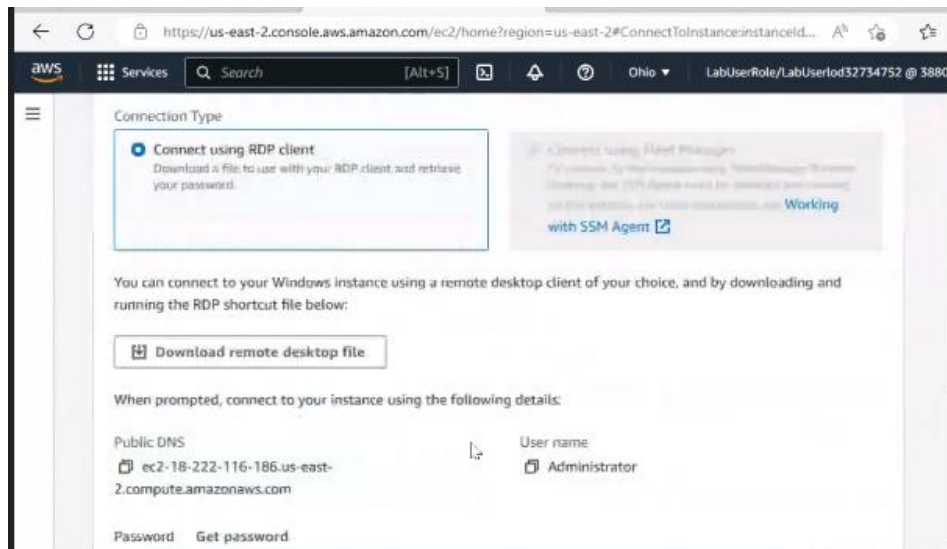 https://us-east-2.console.aws.amazon.com/ec2/home?region=us-east-2#ConnectToInstance:instanceId...
aws Services Search [Alt+S] Ohio LabUserRole/LabUserlod32734752 @ 3880
Connection Type
Connect using RDP client
Download a file to use with your RDP client and retrieve
your password.
Connect using Fleet Manager
Working
with SSM Agent
You can connect to your Windows instance using a remote desktop client of your choice, and by downloading and
running the RDP shortcut file below:
Download remote desktop file
When prompted, connect to your instance using the following details:
Public DNS
ec2-18-222-116-186.us-east-
2.compute.amazonaws.com
User name
Administrator
Password Get password